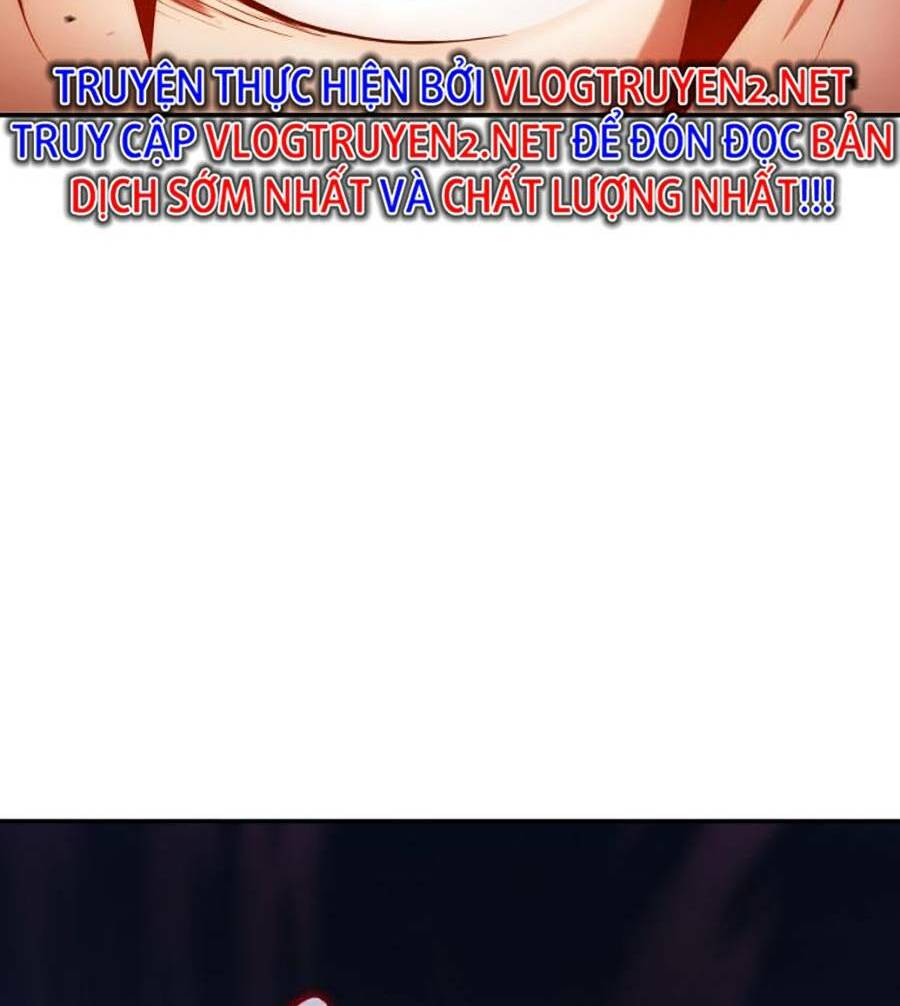 TRUYỆN THỰC HIỆN BỞI VLOGTRUYEN2.NET
TRUY CẬP VLOGTRUYEN2.NET ĐỂ ĐÓN ĐỌC BẢN
DỊCH SỚM NHẤT VÀ CHẤT LƯỢNG NHẤT!!!